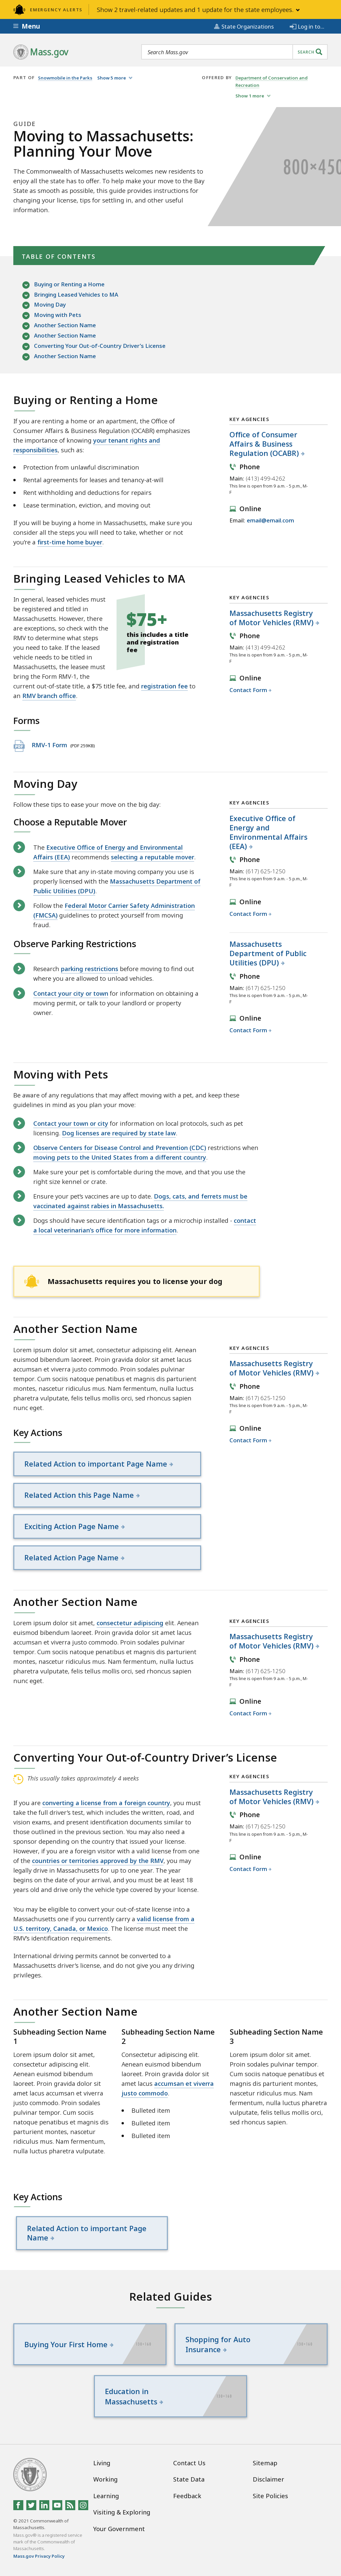 EMERGENCY ALERTS
Show 2 travel-related updates and 1 update for the state employees.
Menu
State Organizations
Log in to...
Mass.gov
Search Mass.gov
SEARCH
PART OF Snowmobile in the Parks Show 5 more
OFFERED BY Department of Conservation and
Recreation
Show 1 more
GUIDE
Moving to Massachusetts:
Planning Your Move
The Commonwealth of Massachusetts welcomes new residents to
enjoy all the state has to offer. To help make your move to the Bay
State as smooth as possible, this guide provides instructions for
changing your license, tips for settling in, and other useful
information.
800×450
TABLE OF CONTENTS
Buying or Renting a Home
Bringing Leased Vehicles to MA
Moving Day
Moving with Pets
Another Section Name
Another Section Name
Converting Your Out-of-Country Driver's License
Another Section Name
Buying or Renting a Home
If you are renting a home or an apartment, the Office of
Consumer Affairs & Business Regulation (OCABR) emphasizes
the importance of knowing your tenant rights and
responsibilities, such as:
Protection from unlawful discrimination
Rental agreements for leases and tenancy-at-will
Rent withholding and deductions for repairs
Lease termination, eviction, and moving out
If you will be buying a home in Massachusetts, make sure you
consider all the steps you will need to take, whether or not
you're a first-time home buyer.
KEY AGENCIES
Office of Consumer
Affairs & Business
Regulation (OCABR)
Phone
Main: (413) 499-4262
This line is open from 9 a.m. - 5 p.m., M-
F
Online
Email: email@email.com
Bringing Leased Vehicles to MA
In general, leased vehicles must
be registered and titled in
Massachusetts. However, there
are exceptions, so check with the
RMV to determine what steps
you need to take. If the leased
vehicle needs to be titled in
Massachusetts, the lessee must
bring the Form RMV-1, the
current out-of-state title, a $75 title fee, and registration fee to
an RMV branch office.
$75+
this includes a title
and registration
fee
Forms
RMV-1 Form (PDF 259KB)
KEY AGENCIES
Massachusetts Registry
of Motor Vehicles (RMV)
Phone
Main: (413) 499-4262
This line is open from 9 a.m. - 5 p.m., M-
F
Online
Contact Form
Moving Day
Follow these tips to ease your move on the big day:
Choose a Reputable Mover
The Executive Office of Energy and Environmental
Affairs (EEA) recommends selecting a reputable mover.
Make sure that any in-state moving company you use is
properly licensed with the Massachusetts Department of
Public Utilities (DPU).
Follow the Federal Motor Carrier Safety Administration
(FMCSA) guidelines to protect yourself from moving
fraud.
Observe Parking Restrictions
Research parking restrictions before moving to find out
where you are allowed to unload vehicles.
Contact your city or town for information on obtaining a
moving permit, or talk to your landlord or property
owner.
KEY AGENCIES
Executive Office of
Energy and
Environmental Affairs
(EEA)
Phone
Main: (617) 625-1250
This line is open from 9 a.m. - 5 p.m., M-
F
Online
Contact Form
Massachusetts
Department of Public
Utilities (DPU)
Phone
Main: (617) 625-1250
This line is open from 9 a.m. - 5 p.m., M-
F
Online
Contact Form
Moving with Pets
Be aware of any regulations that may affect moving with a pet, and keep these
guidelines in mind as you plan your move:
Contact your town or city for information on local protocols, such as pet
licensing. Dog licenses are required by state law.
Observe Centers for Disease Control and Prevention (CDC) restrictions when
moving pets to the United States from a different country.
Make sure your pet is comfortable during the move, and that you use the
right sized kennel or crate.
Ensure your pet's vaccines are up to date. Dogs, cats, and ferrets must be
vaccinated against rabies in Massachusetts.
Dogs should have secure identification tags or a microchip installed - contact
a local veterinarian's office for more information.
Massachusetts requires you to license your dog
Another Section Name
Lorem ipsum dolor sit amet, consectetur adipiscing elit. Aenean
euismod bibendum laoreet. Proin gravida dolor sit amet lacus
accumsan et viverra justo commodo. Proin sodales pulvinar
tempor. Cum sociis natoque penatibus et magnis dis parturient
montes, nascetur ridiculus mus. Nam fermentum, nulla luctus
pharetra vulputate, felis tellus mollis orci, sed rhoncus sapien
nunc eget.
KEY AGENCIES
Massachusetts Registry
of Motor Vehicles (RMV)
Phone
Main: (617) 625-1250
This line is open from 9 a.m. - 5 p.m., M-
F
Online
Contact Form
Key Actions
Related Action to important Page Name
Related Action this Page Name
Exciting Action Page Name
Related Action Page Name
Another Section Name
Lorem ipsum dolor sit amet, consectetur adipiscing elit. Aenean
euismod bibendum laoreet. Proin gravida dolor sit amet lacus
accumsan et viverra justo commodo. Proin sodales pulvinar
tempor. Cum sociis natoque penatibus et magnis dis parturient
montes, nascetur ridiculus mus. Nam fermentum, nulla luctus
pharetra vulputate, felis tellus mollis orci, sed rhoncus sapien
nunc eget.
KEY AGENCIES
Massachusetts Registry
of Motor Vehicles (RMV)
Phone
Main: (617) 625-1250
This line is open from 9 a.m. - 5 p.m., M-
F
Online
Contact Form
Converting Your Out-of-Country Driver's License
This usually takes approximately 4 weeks
If you are converting a license from a foreign country, you must
take the full driver's test, which includes the written, road, and
vision exams, and present identification documents similar to
those outlined in the previous section. You may also need a
language converter or translator depending on the situation.
However, if you are a foreign visitor with a valid license from one
of the countries or territories approved by the RMV, you may
legally drive in Massachusetts for up to one year. The year
begins on the date of arrival, and once it has been one year, you
can also drive only the vehicle type covered by your license.
You may be eligible to convert your out-of-state license into a
Massachusetts one if you currently carry a valid license from a
U.S. territory, Canada, or Mexico. The license must meet the
RMV's identification requirements.
International driving permits cannot be converted to a
Massachusetts driver's license, and do not give you any driving
privileges.
KEY AGENCIES
Massachusetts Registry
of Motor Vehicles (RMV)
Phone
Main: (617) 625-1250
This line is open from 9 a.m. - 5 p.m., M-
F
Online
Contact Form
Another Section Name
Subheading Section Name
1
Lorem ipsum dolor sit amet,
consectetur adipiscing elit.
Aenean euismod bibendum
laoreet. Proin gravida dolor sit
amet lacus accumsan et viverra
justo commodo. Proin sodales
pulvinar tempor. Cum sociis
natoque penatibus et magnis dis
parturient montes, nascetur
ridiculus mus. Nam fermentum,
nulla luctus pharetra vulputate.
Subheading Section Name
2
Consectetur adipiscing elit.
Aenean euismod bibendum
laoreet. Proin gravida dolor sit
amet lacus accumsan et viverra
justo commodo.
Bulleted item
Bulleted item
Bulleted item
Subheading Section Name
3
Lorem ipsum dolor sit amet.
Proin sodales pulvinar tempor.
Cum sociis natoque penatibus et
magnis dis parturient montes,
nascetur ridiculus mus. Nam
fermentum, nulla luctus pharetra
vulputate, felis tellus mollis orci,
sed rhoncus sapien.
Key Actions
Related Action to important Page
Name
Related Guides
Buying Your First Home
Shopping for Auto
Insurance
Education in
Massachusetts
Living
Working
Learning
Visiting & Exploring
Your Government
Contact Us
State Data
Feedback
Sitemap
Disclaimer
Site Policies
© 2021 Commonwealth of
Massachusetts.
Mass.gov® is a registered service
mark of the Commonwealth of
Massachusetts.
Mass.gov Privacy Policy